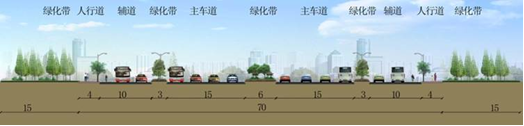 绿化带 人行道 辅道 绿化带 主车道 绿化带 主车道 绿化带 辅道 人行道 绿化带
4 10 3 15 6 15 3 10 4
15 70 15